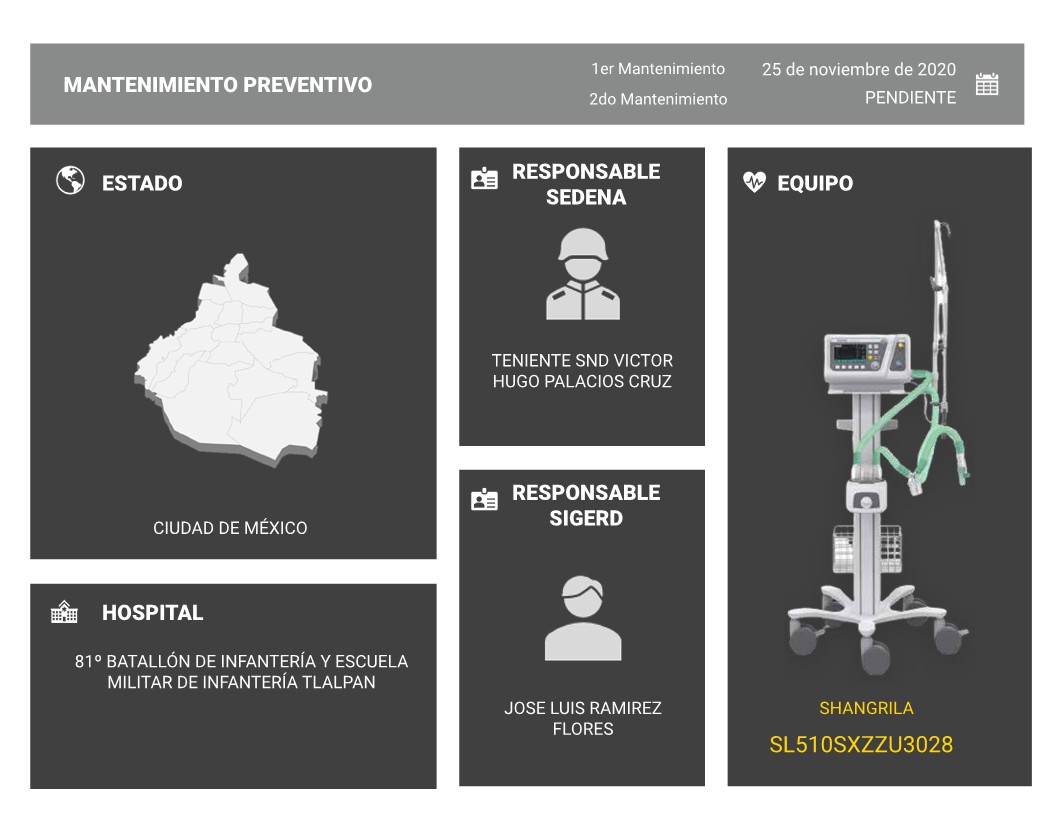 MANTENIMIENTO PREVENTIVO
1er Mantenimiento
25 de noviembre de 2020
2do Mantenimiento
PENDIENTE
ESTADO
CIUDAD DE MÉXICO
HOSPITAL
81º BATALLÓN DE INFANTERÍA Y ESCUELA
MILITAR DE INFANTERÍA TLALPAN
RESPONSABLE
SEDENA
TENIENTE SND VICTOR
HUGO PALACIOS CRUZ
RESPONSABLE
SIGERD
JOSE LUIS RAMIREZ
FLORES
EQUIPO
SHANGRILA
SL510SXZZU3028